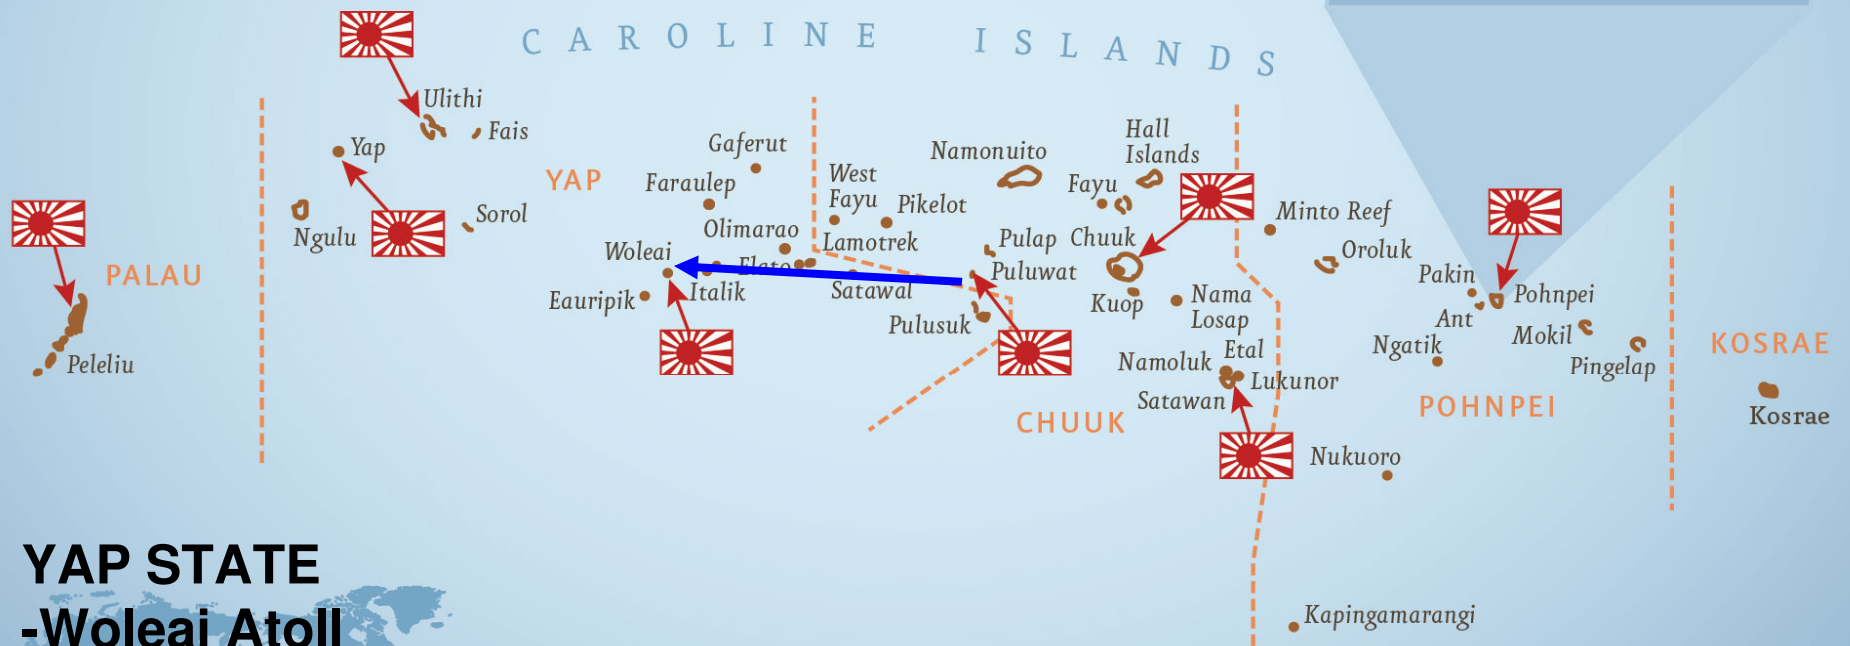 CAROLINE ISLANDS
Ulithi
Fais
Yap
YAP
Ngulu
Sorol
PALAU
Peleliu
Gaferut
Faraulep
Olimarao
Woleai
Elato
Eauripik
Italik
West
Fayu
Pikelot
Lamotrek
Satawal
Namonuito
Hall
Islands
Fayu
Pulap
Chuuk
Puluwat
Pulusuk
Kuop
Nama
Losap
Namoluk
Etal
Lukunor
Satawan
CHUUK
Minto Reef
Oroluk
Pakin
Pohnpei
Ant
Mokil
Ngatik
Pingelap
POHNPEI
Nukuoro
Kapingamarangi
KOSRAE
Kosrae
YAP STATE
-Woleai Atoll